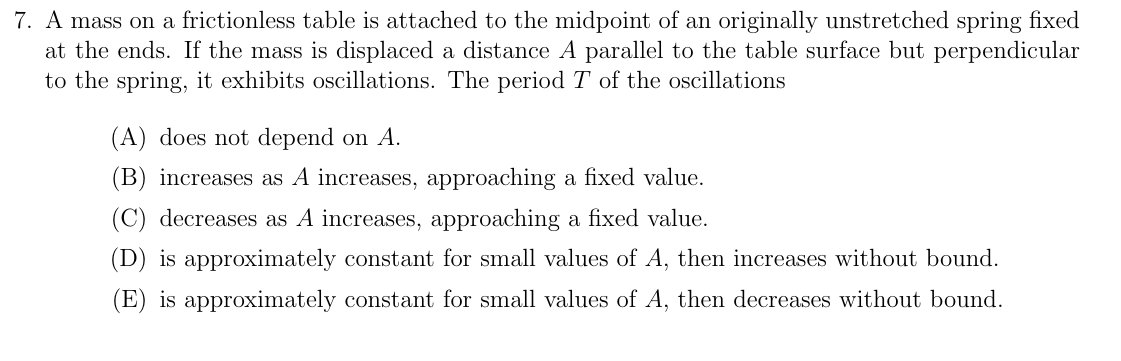 7. A mass on a frictionless table is attached to the midpoint of an originally unstretched spring fixed
at the ends. If the mass is displaced a distance A parallel to the table surface but perpendicular
to the spring, it exhibits oscillations. The period T of the oscillations
(A) does not depend on A.
(B) increases as A increases, approaching a fixed value.
(C) decreases as A increases, approaching a fixed value.
(D) is approximately constant for small values of A, then increases without bound.
(E) is approximately constant for small values of A, then decreases without bound.